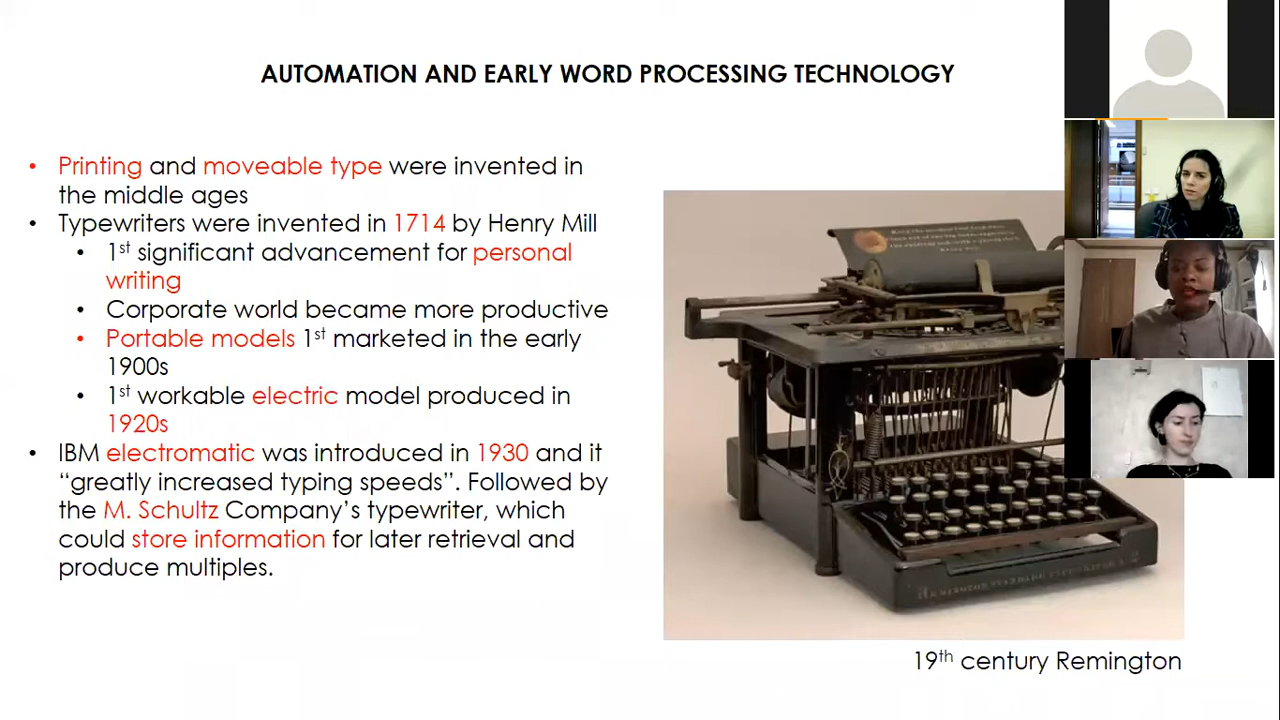 AUTOMATION AND EARLY WORD PROCESSING TECHNOLOGY
• Printing and moveable type were invented in
the middle ages
• Typewriters were invented in 1714 by Henry Mill
• 1st significant advancement for personal
writing
• Corporate world became more productive
• Portable models 1st marketed in the early
1900s
• 1st workable electric model produced in
1920s
• IBM electromatic was introduced in 1930 and it
“greatly increased typing speeds”. Followed by
the M. Schultz Company’s typewriter, which
could store information for later retrieval and
produce multiples.
19th century Remington